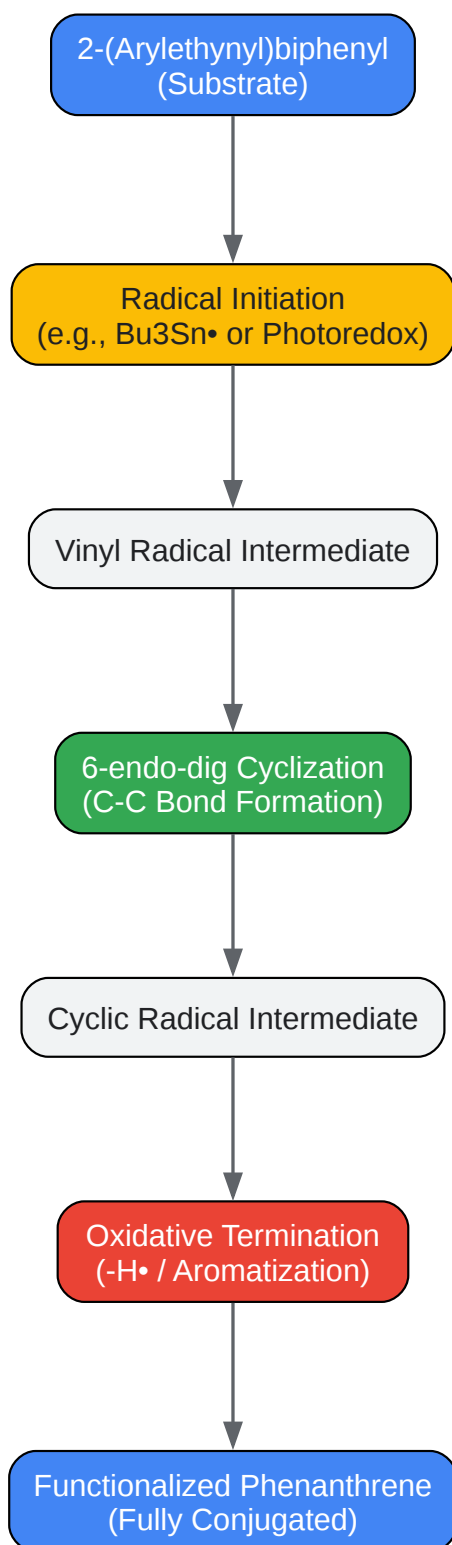 2-(Arylethynyl)biphenyl
(Substrate)
Radical Initiation
(e.g., Bu3Sn• or Photoredox)
Vinyl Radical Intermediate
6-endo-dig Cyclization
(C-C Bond Formation)
Cyclic Radical Intermediate
Oxidative Termination
(-H• / Aromatization)
Functionalized Phenanthrene
(Fully Conjugated)